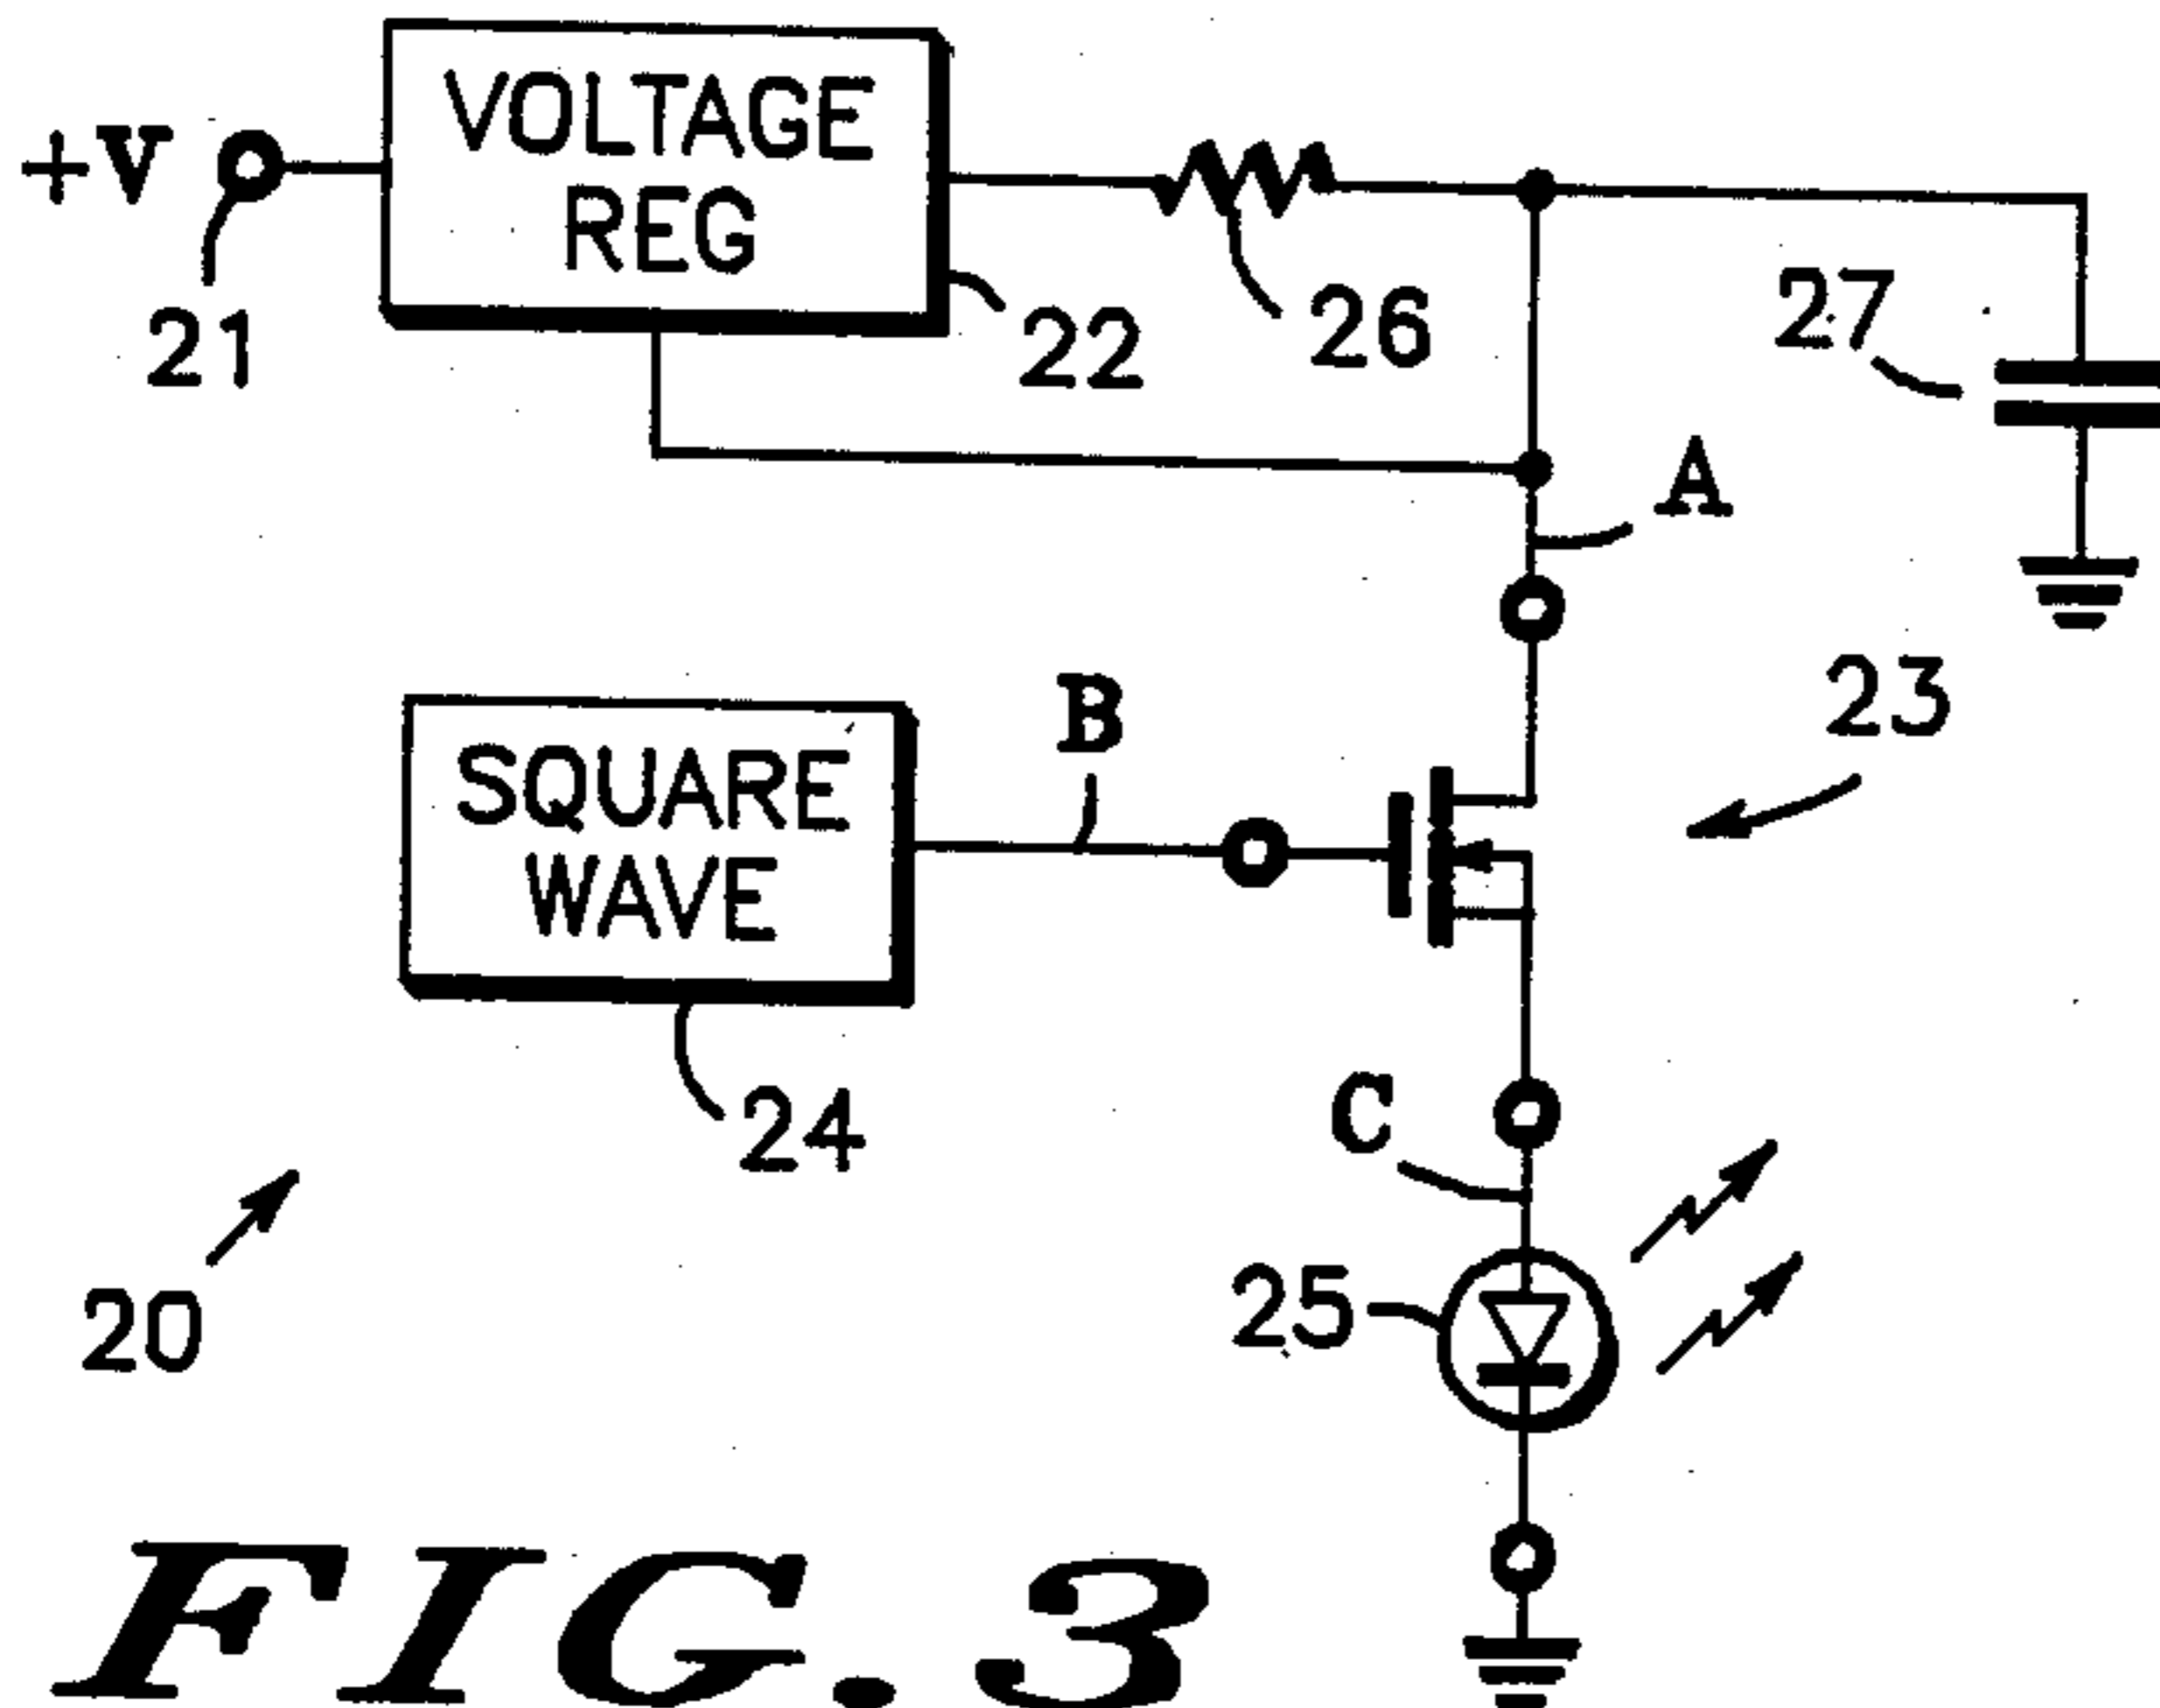 +V
VOLTAGE
REG
21
22
26
27
A
B
23
SQUARE
WAVE
24
C
20
25
FIG. 3